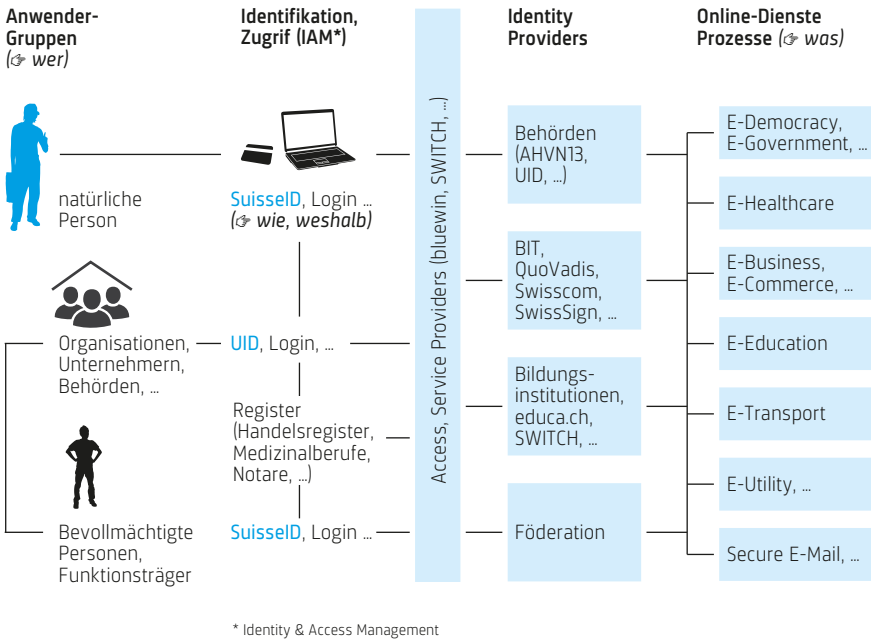 Anwender-
Gruppen
(☞ wer)
Identifikation,
Zugrif (IAM*)
Identity
Providers
Online-Dienste
Prozesse (☞ was)
natürliche
Person
SuisseID, Login ...
(☞ wie, weshalb)
Organisationen,
Unternehmern,
Behörden, ...
UID, Login, ...
Register
(Handelsregister,
Medizinalberufe,
Notare, ...)
Bevollmächtigte
Personen,
Funktionsträger
SuisseID, Login ...
Access, Service Providers (bluewin, SWITCH, ...)
Behörden
(AHVN13,
UID, ...)
BIT,
QuoVadis,
Swisscom,
SwissSign, ...
Bildungs-
institutionen,
educa.ch,
SWITCH, ...
Föderation
E-Democracy,
E-Government, ...
E-Healthcare
E-Business,
E-Commerce, ...
E-Education
E-Transport
E-Utility, ...
Secure E-Mail, ...
* Identity & Access Management